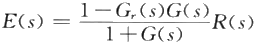 E(s) = \frac{1 - G_r(s)G(s)}{1 + G(s)} R(s)